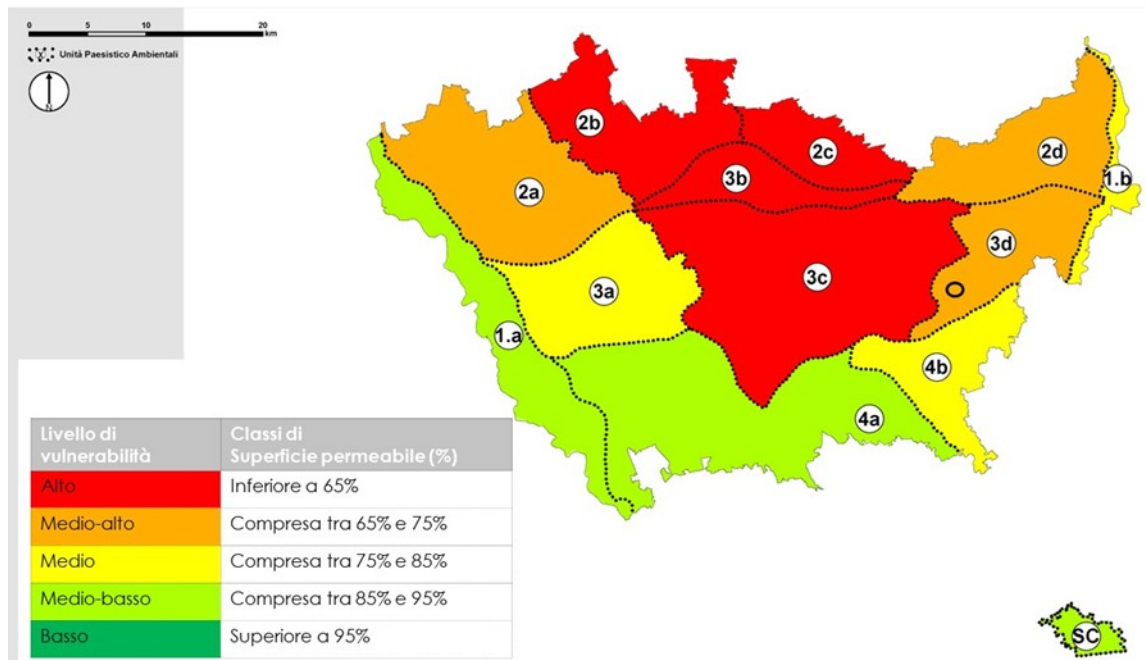 0 5 10 20
km
Unità Paesistico Ambientali
N
2b
2c
2d
3b
1.b
2a
3d
3c
3a
1.a
4b
4a
SC
Livello di vulnerabilità Classi di Superficie permeabile (%)
Alto Inferiore a 65%
Medio-alto Compresa tra 65% e 75%
Medio Compresa tra 75% e 85%
Medio-basso Compresa tra 85% e 95%
Basso Superiore a 95%